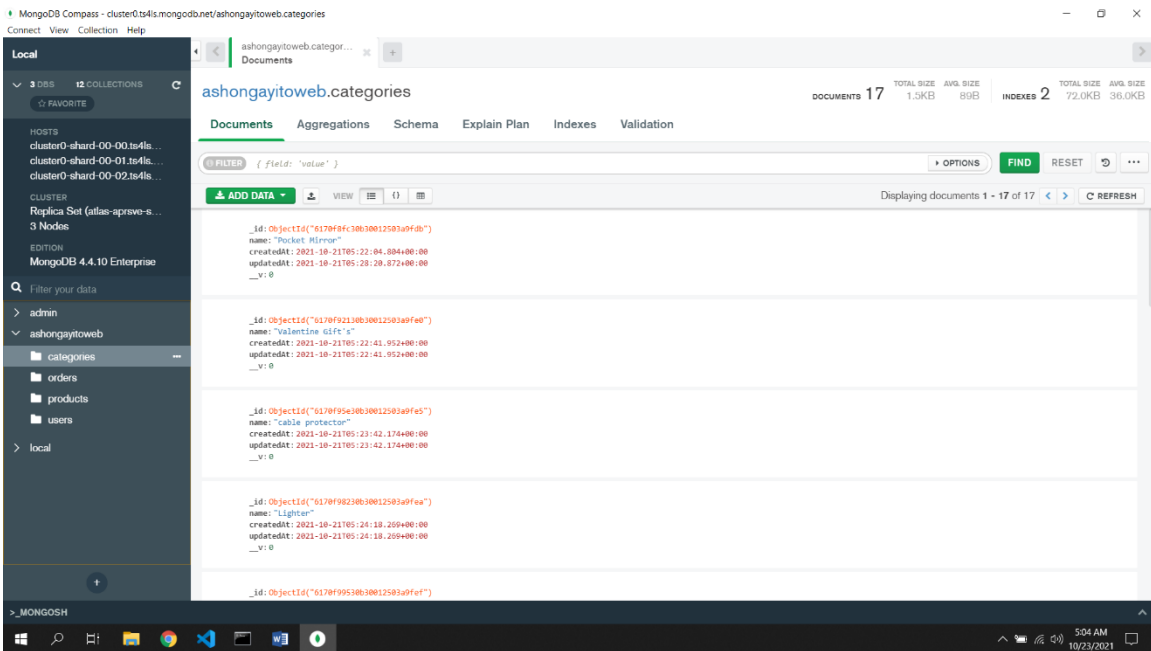 MongoDB Compass - cluster0.ts4ls.mongodb.net/ashongayitoweb.categories
Connect View Collection Help
Local
3 DBS 12 COLLECTIONS
FAVORITE
HOSTS
cluster0-shard-00-00.ts4ls...
cluster0-shard-00-01.ts4ls....
cluster0-shard-00-02.ts4ls...
CLUSTER
Replica Set (atlas-aprsve-s...
3 Nodes
EDITION
MongoDB 4.4.10 Enterprise
Filter your data
admin
ashongayitoweb
categories
orders
products
users
local
ashongayitoweb.categor...
Documents
ashongayitoweb.categories
DOCUMENTS 17 TOTAL SIZE 1.5KB AVG. SIZE 89B INDEXES 2 TOTAL SIZE 72.0KB AVG. SIZE 36.0KB
Documents Aggregations Schema Explain Plan Indexes Validation
FILTER { field: 'value' } OPTIONS FIND RESET
ADD DATA VIEW {} Displaying documents 1 - 17 of 17 REFRESH
_id: ObjectId("6170f8fc30b30012503a9fdb")
name: "Pocket Mirror"
createdAt: 2021-10-21T05:22:04.804+00:00
updatedAt: 2021-10-21T05:28:20.872+00:00
__v: 0
_id: ObjectId("6170f92130b30012503a9fe0")
name: "Valentine Gift's"
createdAt: 2021-10-21T05:22:41.952+00:00
updatedAt: 2021-10-21T05:22:41.952+00:00
__v: 0
_id: ObjectId("6170f95e30b30012503a9fe5")
name: "cable protector"
createdAt: 2021-10-21T05:23:42.174+00:00
updatedAt: 2021-10-21T05:23:42.174+00:00
__v: 0
_id: ObjectId("6170f98230b30012503a9fea")
name: "Lighter"
createdAt: 2021-10-21T05:24:18.269+00:00
updatedAt: 2021-10-21T05:24:18.269+00:00
__v: 0
_id: ObjectId("6170f99530b30012503a9fef")
>_MONGOSH
5:04 AM
10/23/2021